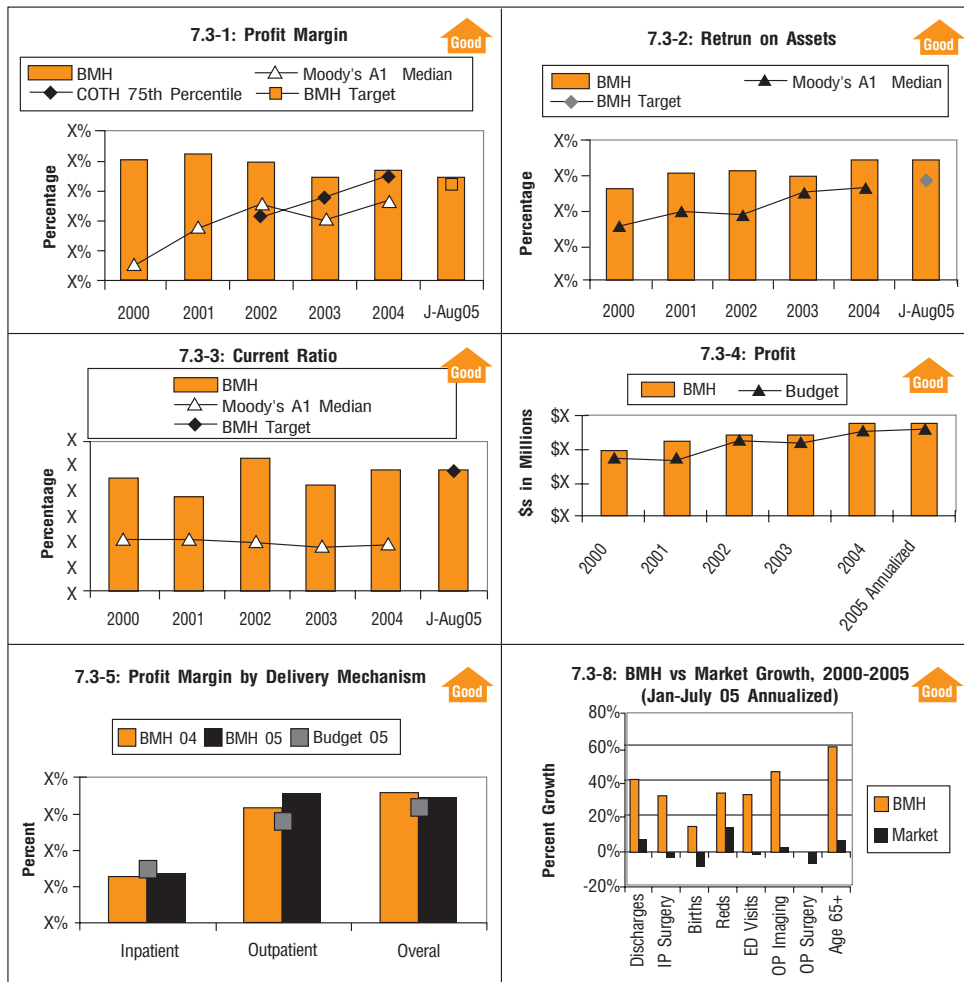 7.3-1: Profit Margin
Good
BMH
Moody's A1 Median
COTH 75th Percentile
BMH Target
Percentage
X%
X%
X%
X%
X%
X%
2000 2001 2002 2003 2004 J-Aug05
7.3-2: Retrun on Assets
Good
BMH
Moody's A1 Median
BMH Target
Percentage
X%
X%
X%
X%
X%
2000 2001 2002 2003 2004 J-Aug05
7.3-3: Current Ratio
Good
BMH
Moody's A1 Median
BMH Target
Percentaage
X
X
X
X
X
X
X
2000 2001 2002 2003 2004 J-Aug05
7.3-4: Profit
Good
BMH
Budget
$s in Millions
$X
$X
$X
$X
2000 2001 2002 2003 2004 2005 Annualized
7.3-5: Profit Margin by Delivery Mechanism
Good
BMH 04 BMH 05 Budget 05
Percent
X%
X%
X%
X%
X%
Inpatient Outpatient Overal
7.3-8: BMH vs Market Growth, 2000-2005
(Jan-July 05 Annualized)
Good
Percent Growth
80%
60%
40%
20%
0%
-20%
Discharges
IP Surgery
Births
Reds
ED Visits
OP Imaging
OP Surgery
Age 65+
BMH
Market